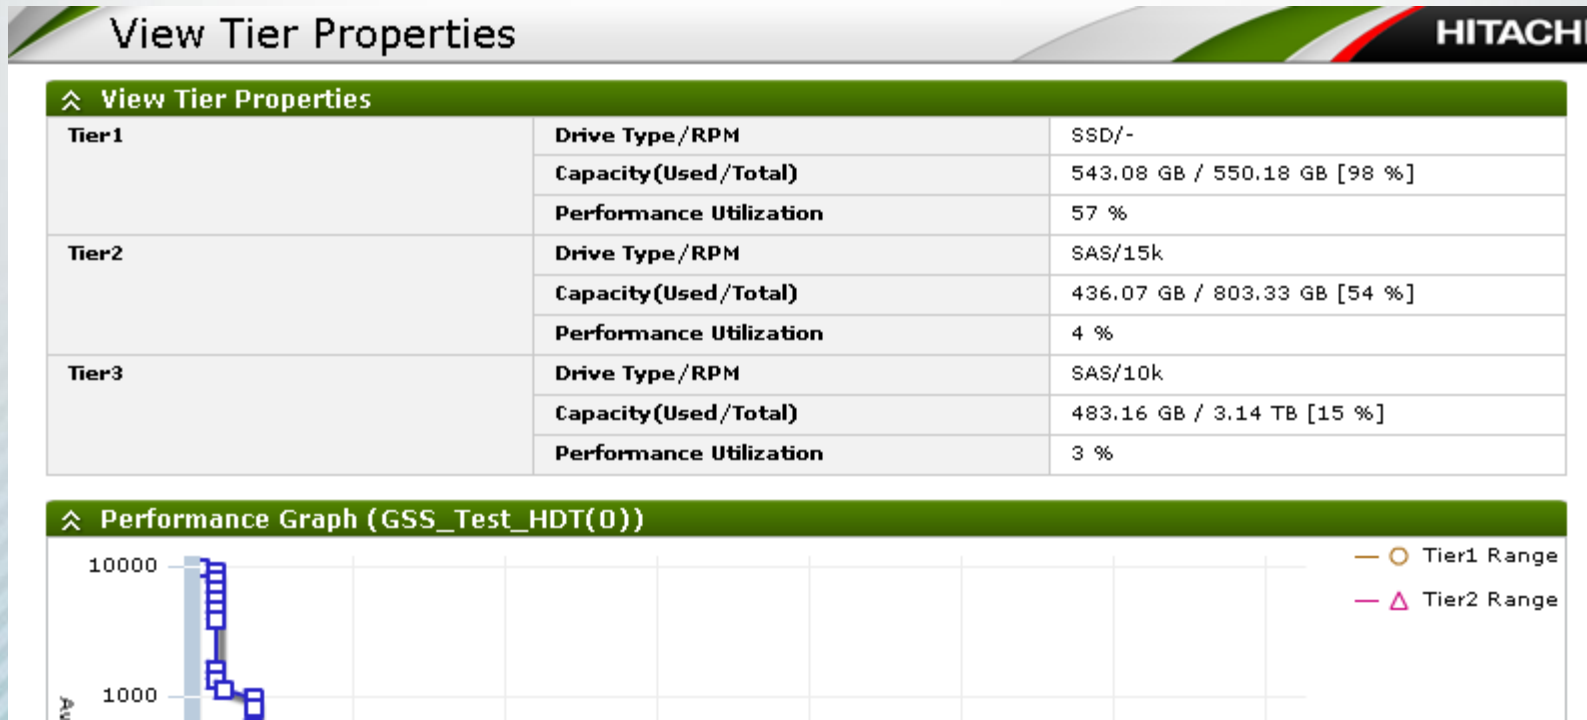 View Tier Properties
HITACHI
View Tier Properties
Tier1 Drive Type/RPM SSD/-
Capacity(Used/Total) 543.08 GB / 550.18 GB [98 %]
Performance Utilization 57 %
Tier2 Drive Type/RPM SAS/15k
Capacity(Used/Total) 436.07 GB / 803.33 GB [54 %]
Performance Utilization 4 %
Tier3 Drive Type/RPM SAS/10k
Capacity(Used/Total) 483.16 GB / 3.14 TB [15 %]
Performance Utilization 3 %
Performance Graph (GSS_Test_HDT(0))
10000
Tier1 Range
Tier2 Range
1000